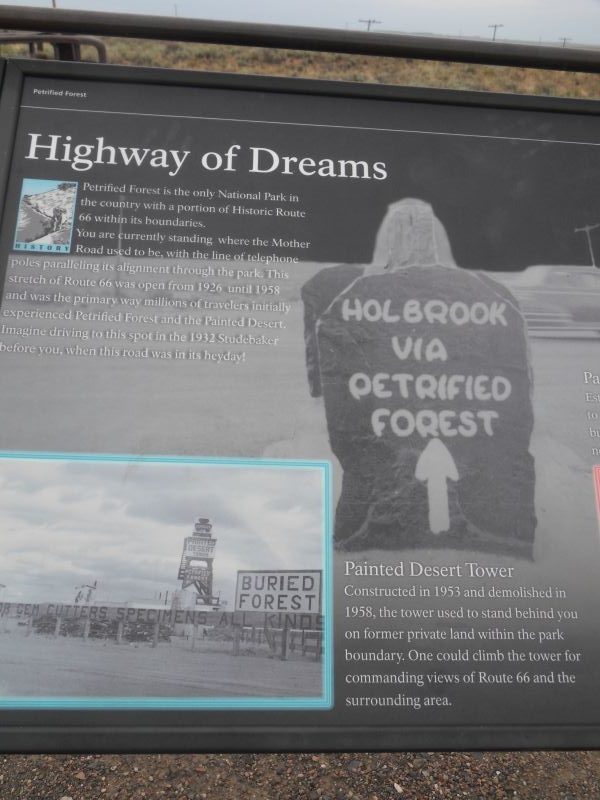 Petrified Forest
Highway of Dreams
HISTORY
Petrified Forest is the only National Park in
the country with a portion of Historic Route
66 within its boundaries.
You are currently standing where the Mother
Road used to be, with the line of telephone
poles paralleling its alignment through the park. This
stretch of Route 66 was open from 1926 until 1958
and was the primary way millions of travelers initially
experienced Petrified Forest and the Painted Desert.
Imagine driving to this spot in the 1932 Studebaker
before you, when this road was in its heyday!
HOLBROOK
VIA
PETRIFIED
FOREST
PAINTED
DESERT
BURIED
FOREST
OR GEM CUTTERS SPECIMENS ALL KINDS
Painted Desert Tower
Constructed in 1953 and demolished in
1958, the tower used to stand behind you
on former private land within the park
boundary. One could climb the tower for
commanding views of Route 66 and the
surrounding area.
Pa
Est
to
bu